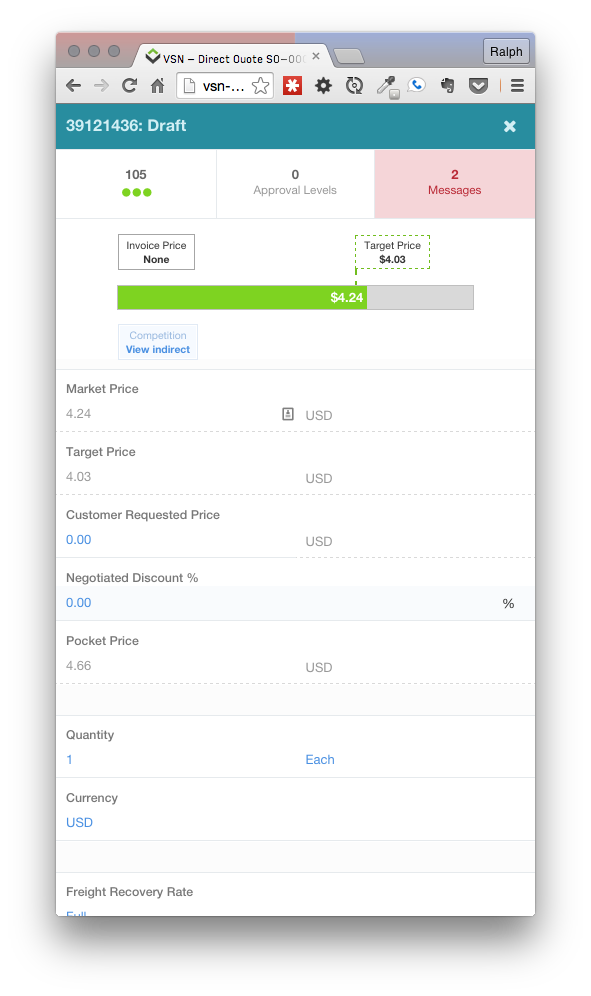 VSN – Direct Quote SO-000
Ralph
vsn-...
39121436: Draft
105
0
Approval Levels
2
Messages
Invoice Price
None
Target Price
$4.03
$4.24
Competition
View indirect
Market Price
4.24 USD
Target Price
4.03 USD
Customer Requested Price
0.00 USD
Negotiated Discount %
0.00 %
Pocket Price
4.66 USD
Quantity
1 Each
Currency
USD
Freight Recovery Rate
Full